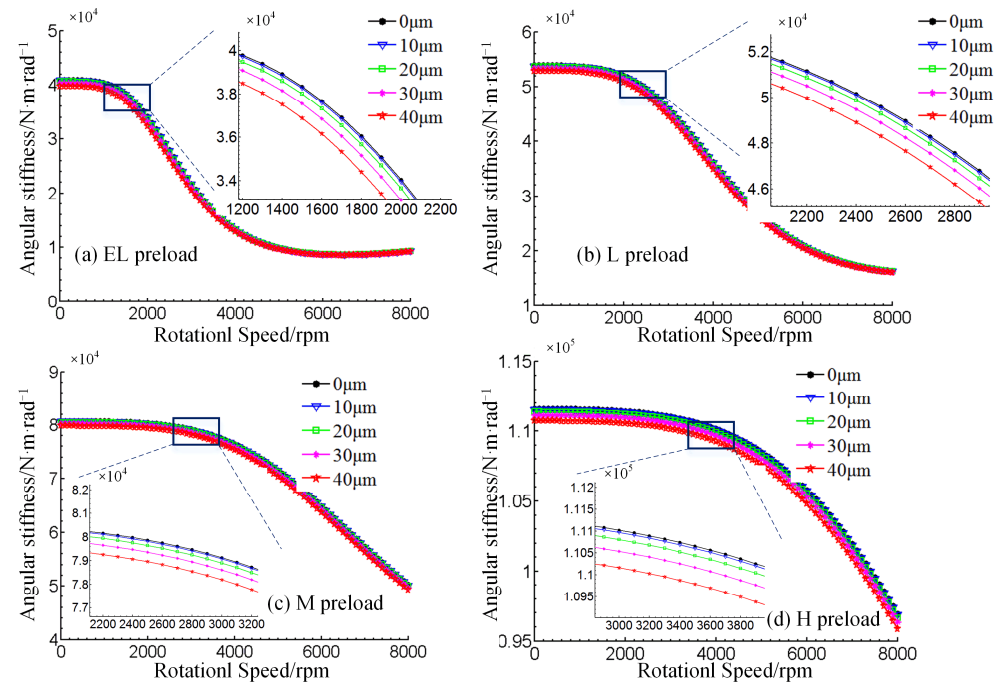 ×10⁴
5
4
3
2
1
0
Angular stiffness/N·m·rad⁻¹
0μm
10μm
20μm
30μm
40μm
×10⁴
4
3.8
3.6
3.4
1200 1400 1600 1800 2000 2200
(a) EL preload
0 2000 4000 6000 8000
Rotationl Speed/rpm
×10⁴
6
5
4
3
2
1
Angular stiffness/N·m·rad⁻¹
0μm
10μm
20μm
30μm
40μm
×10⁴
5.2
5
4.8
4.6
2200 2400 2600 2800
(b) L preload
0 2000 4000 6000 8000
Rotationl Speed/rpm
×10⁴
9
8
7
6
5
4
Angular stiffness/N·m·rad⁻¹
0μm
10μm
20μm
30μm
40μm
×10⁴
8.2
8.1
8
7.9
7.8
7.7
2200 2400 2600 2800 3000 3200
(c) M preload
0 2000 4000 6000 8000
Rotationl Speed/rpm
×10⁵
1.15
1.1
1.05
1
0.95
Angular stiffness/N·m·rad⁻¹
0μm
10μm
20μm
30μm
40μm
×10⁵
1.12
1.115
1.11
1.105
1.1
1.095
3000 3200 3400 3600 3800
(d) H preload
0 2000 4000 6000 8000
Rotationl Speed/rpm